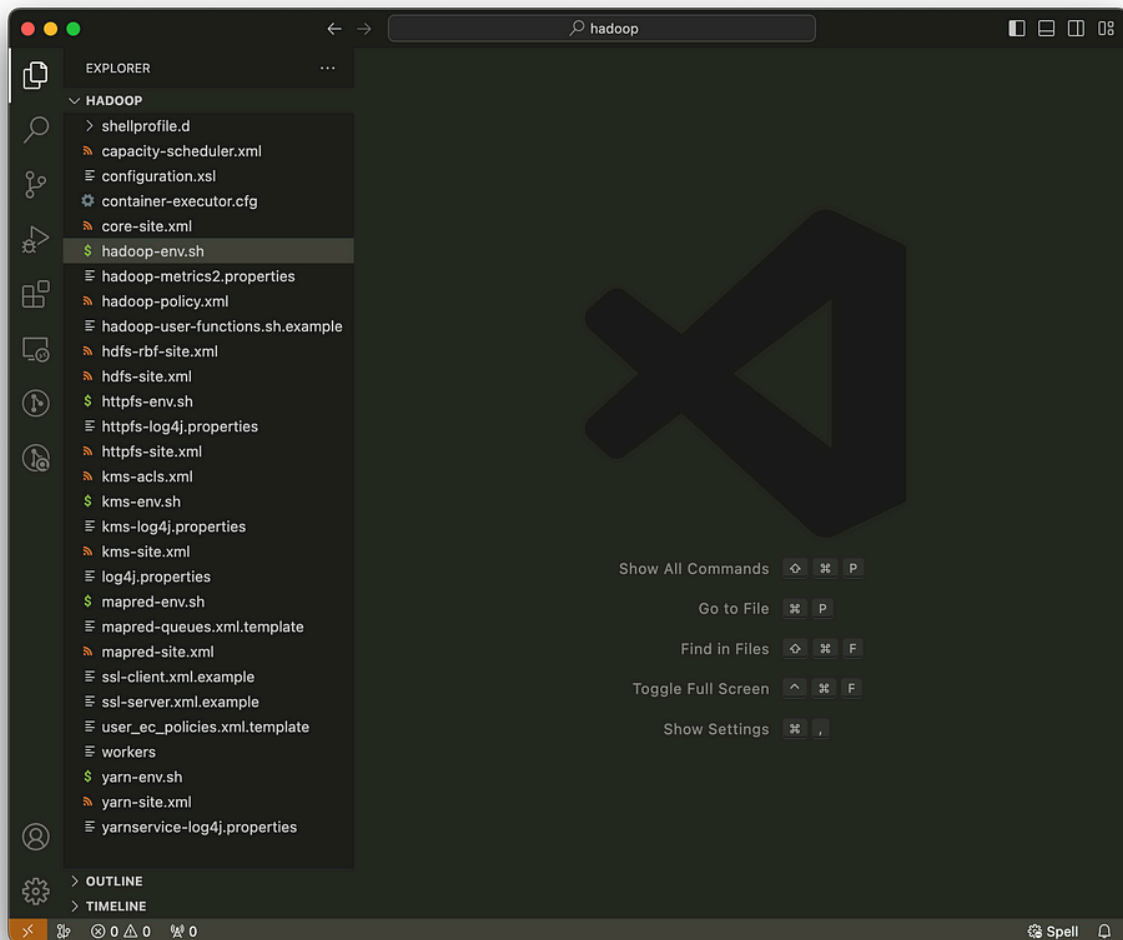 hadoop
EXPLORER
HADOOP
shellprofile.d
capacity-scheduler.xml
configuration.xsl
container-executor.cfg
core-site.xml
$ hadoop-env.sh
hadoop-metrics2.properties
hadoop-policy.xml
hadoop-user-functions.sh.example
hdfs-rbf-site.xml
hdfs-site.xml
$ httpfs-env.sh
httpfs-log4j.properties
httpfs-site.xml
kms-acls.xml
$ kms-env.sh
kms-log4j.properties
kms-site.xml
log4j.properties
$ mapred-env.sh
mapred-queues.xml.template
mapred-site.xml
ssl-client.xml.example
ssl-server.xml.example
user_ec_policies.xml.template
workers
$ yarn-env.sh
yarn-site.xml
yarnservice-log4j.properties
OUTLINE
TIMELINE
Show All Commands ⇧ ⌘ P
Go to File ⌘ P
Find in Files ⇧ ⌘ F
Toggle Full Screen ^ ⌘ F
Show Settings ⌘ ,
0 0 0 Spell